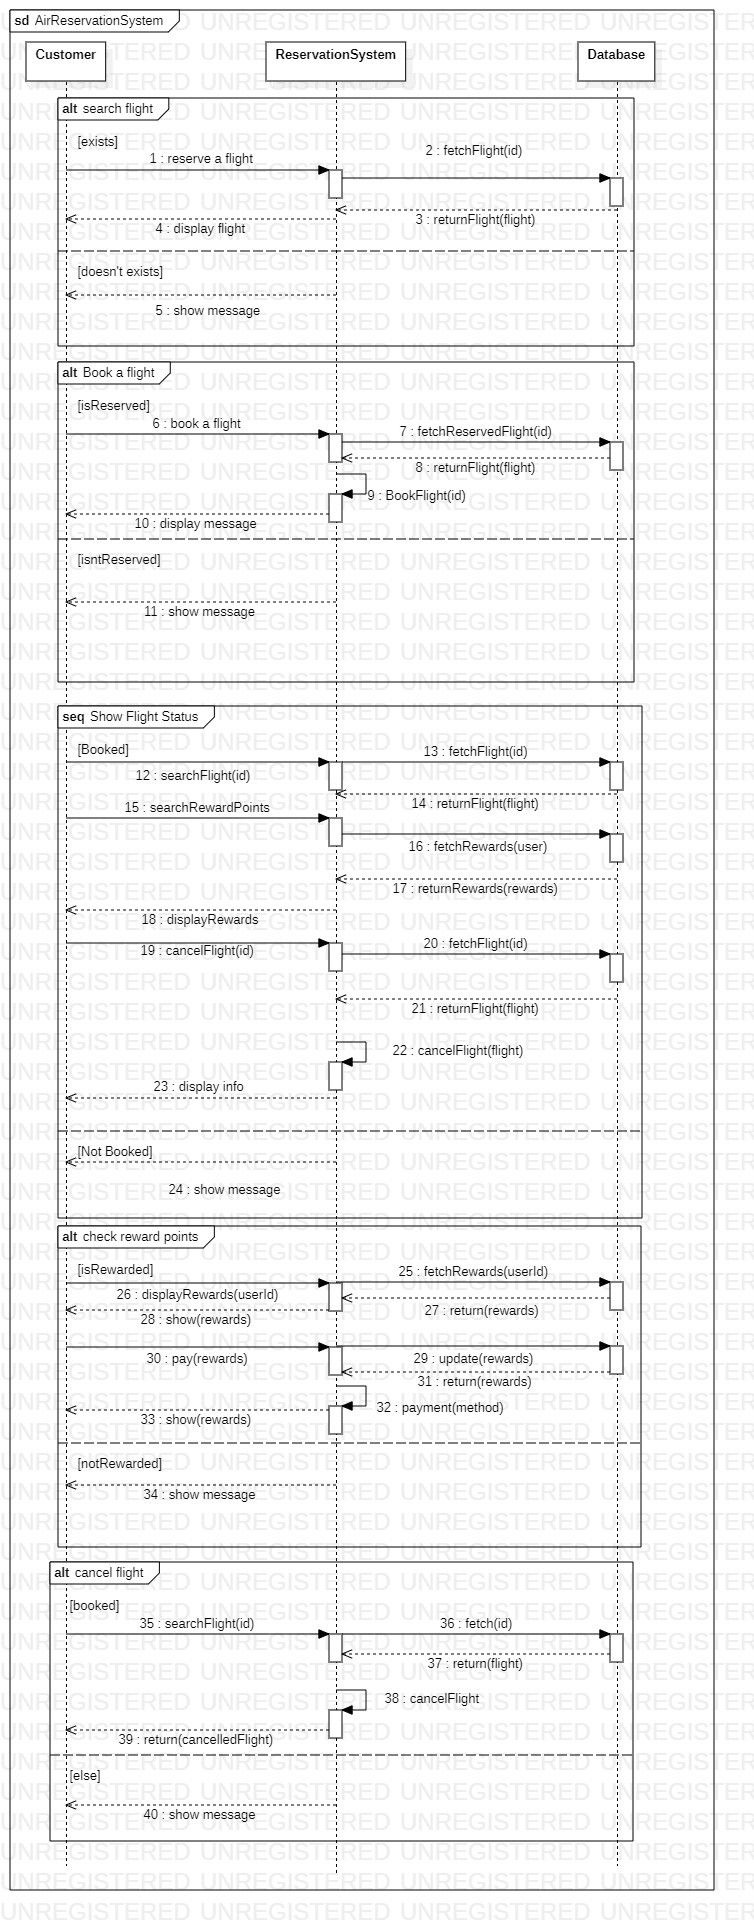 sd AirReservationSystem
Customer
ReservationSystem
Database
alt search flight
[exists]
1 : reserve a flight
2 : fetchFlight(id)
3 : returnFlight(flight)
4 : display flight
[doesn't exists]
5 : show message
alt Book a flight
[isReserved]
6 : book a flight
7 : fetchReservedFlight(id)
8 : returnFlight(flight)
9 : BookFlight(id)
10 : display message
[isntReserved]
11 : show message
seq Show Flight Status
[Booked]
12 : searchFlight(id)
13 : fetchFlight(id)
14 : returnFlight(flight)
15 : searchRewardPoints
16 : fetchRewards(user)
17 : returnRewards(rewards)
18 : displayRewards
19 : cancelFlight(id)
20 : fetchFlight(id)
21 : returnFlight(flight)
22 : cancelFlight(flight)
23 : display info
[Not Booked]
24 : show message
alt check reward points
[isRewarded]
25 : fetchRewards(userId)
26 : displayRewards(userId)
27 : return(rewards)
28 : show(rewards)
29 : update(rewards)
30 : pay(rewards)
31 : return(rewards)
32 : payment(method)
33 : show(rewards)
[notRewarded]
34 : show message
alt cancel flight
[booked]
35 : searchFlight(id)
36 : fetch(id)
37 : return(flight)
38 : cancelFlight
39 : return(cancelledFlight)
[else]
40 : show message
UNREGISTERED UNREGISTERED UNREGISTERED UNREGISTERED